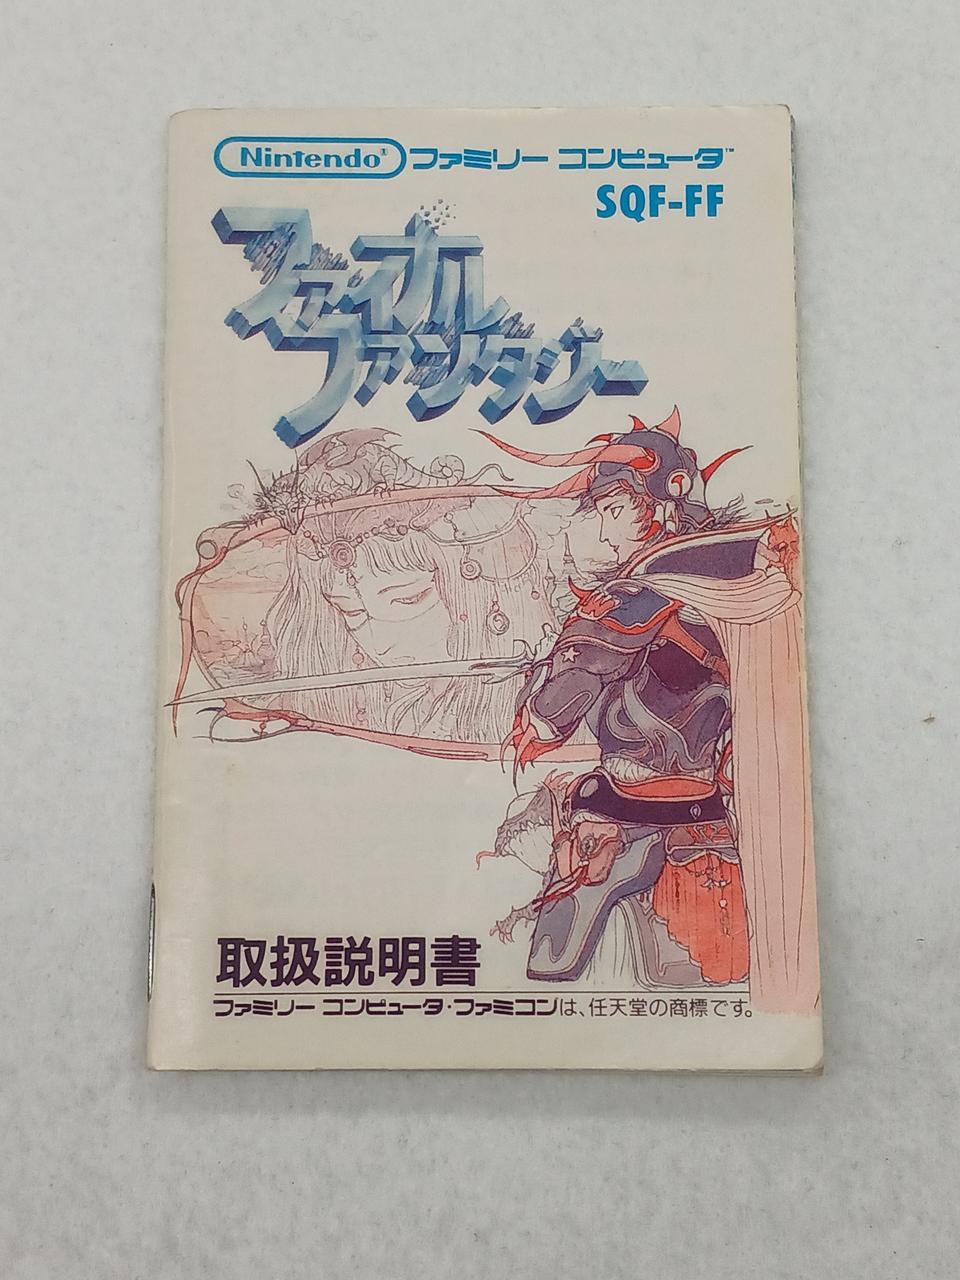 Nintendo® ファミリー コンピュータ™
SQF-FF
ファイナル
ファンタジー
取扱説明書
ファミリー コンピュータ・ファミコンは、任天堂の商標です。